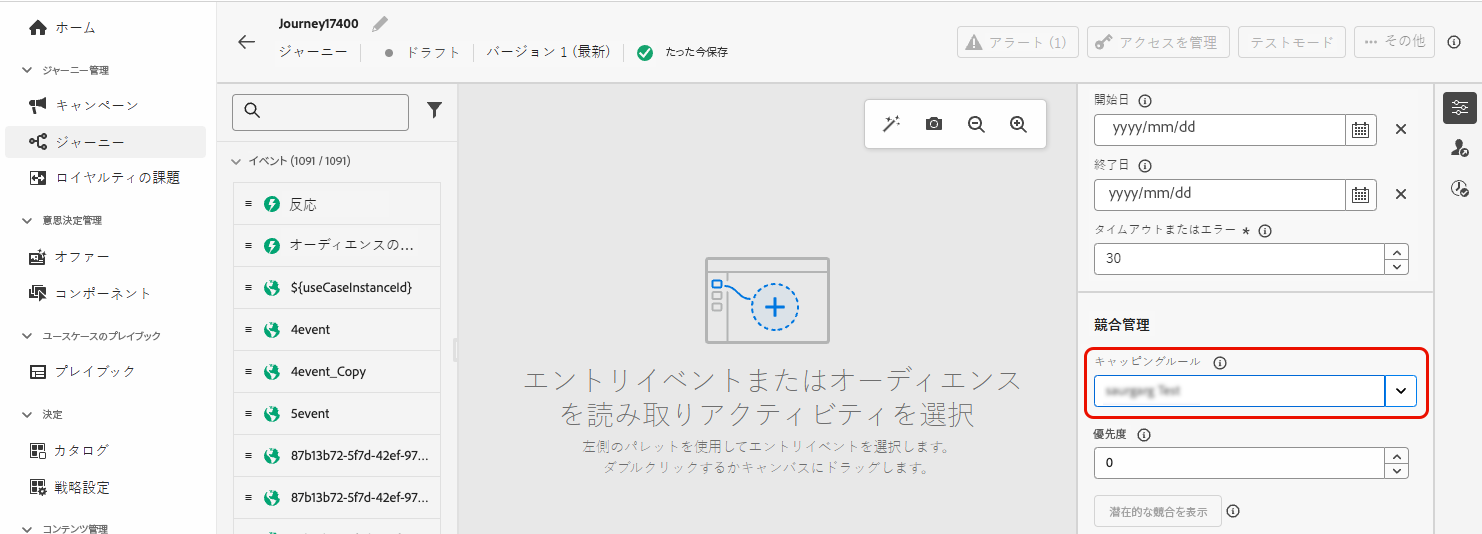 ホーム
ジャーニー管理
キャンペーン
ジャーニー
ロイヤルティの課題
意思決定管理
オファー
コンポーネント
ユースケースのプレイブック
プレイブック
決定
カタログ
戦略設定
コンテンツ管理
Journey17400
ジャーニー
ドラフト
バージョン 1 (最新)
たった今保存
アラート (1)
アクセスを管理
テストモード
··· その他
イベント (1091 / 1091)
反応
オーディエンスの...
${useCaseInstanceId}
4event
4event_Copy
5event
87b13b72-5f7d-42ef-97...
87b13b72-5f7d-42ef-97...
エントリイベントまたはオーディエンス
を読み取りアクティビティを選択
左側のパレットを使用してエントリイベントを選択します。
ダブルクリックするかキャンバスにドラッグします。
開始日
yyyy/mm/dd
終了日
yyyy/mm/dd
タイムアウトまたはエラー *
30
競合管理
キャッピングルール
優先度
0
潜在的な競合を表示